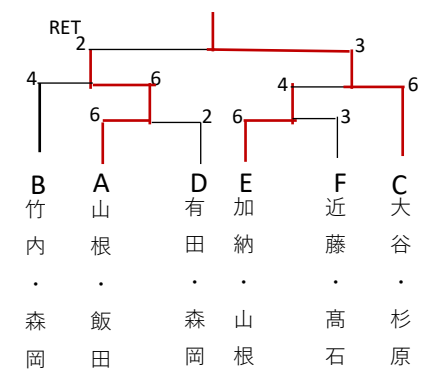 RET
2 3
4 6 4 6
6 2 6 3
B A D E F C
竹内・森岡
山根・飯田
有田・森岡
加納・山根
近藤・髙石
大谷・杉原